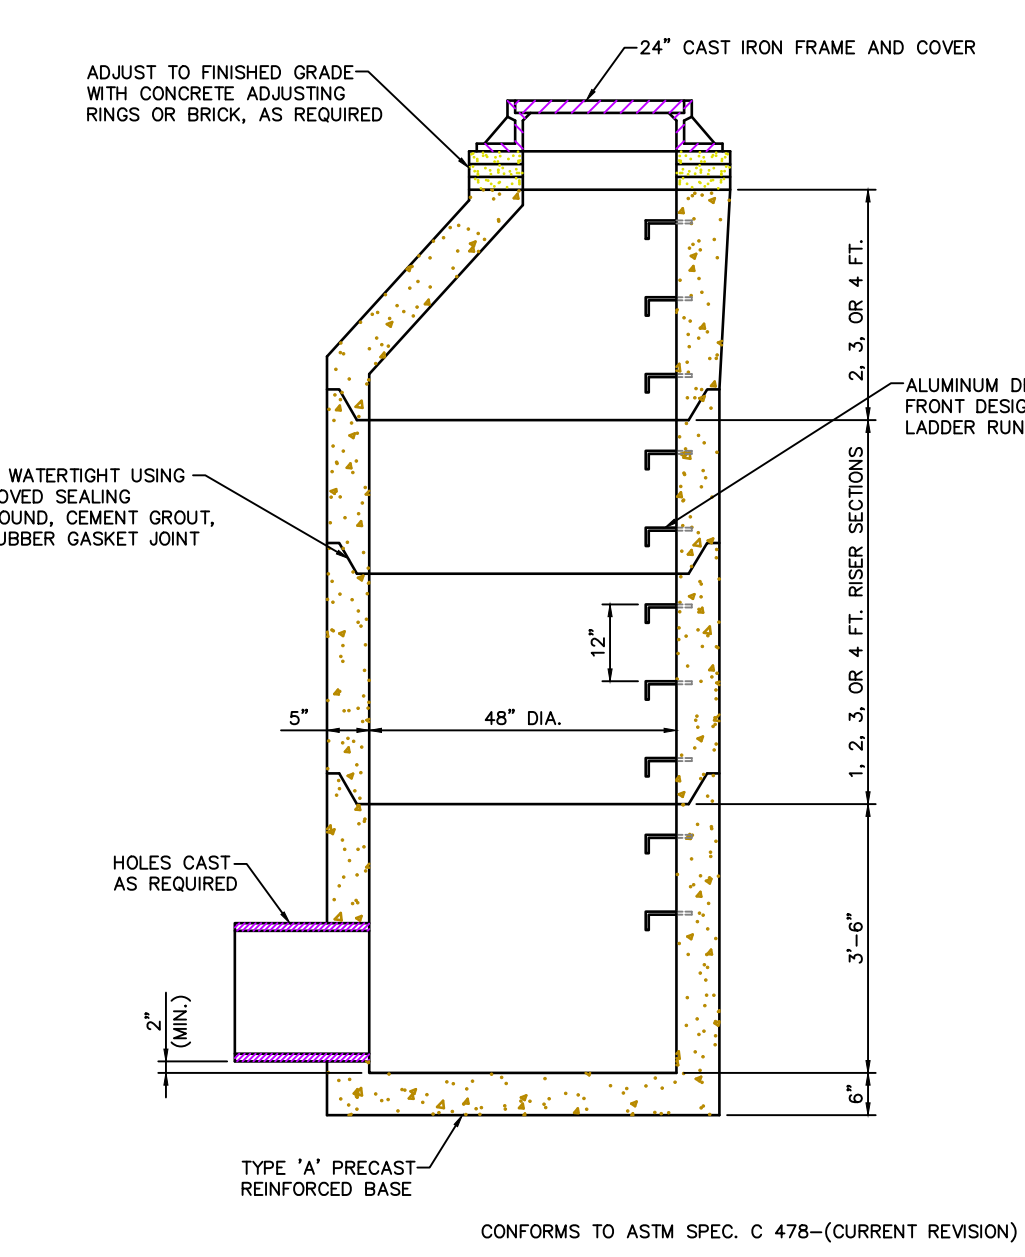 24" CAST IRON FRAME AND COVER
ADJUST TO FINISHED GRADE
WITH CONCRETE ADJUSTING
RINGS OR BRICK, AS REQUIRED
2, 3, OR 4 FT.
ALUMINUM
FRONT
LADDER
WATERTIGHT USING
SEALING
CEMENT GROUT,
GASKET JOINT
1, 2, 3, OR 4 FT. RISER SECTIONS
12"
5"
48" DIA.
HOLES CAST
AS REQUIRED
3'-6"
2"
(MIN.)
6"
TYPE 'A' PRECAST
REINFORCED BASE
CONFORMS TO ASTM SPEC. C 478-(CURRENT REVISION)